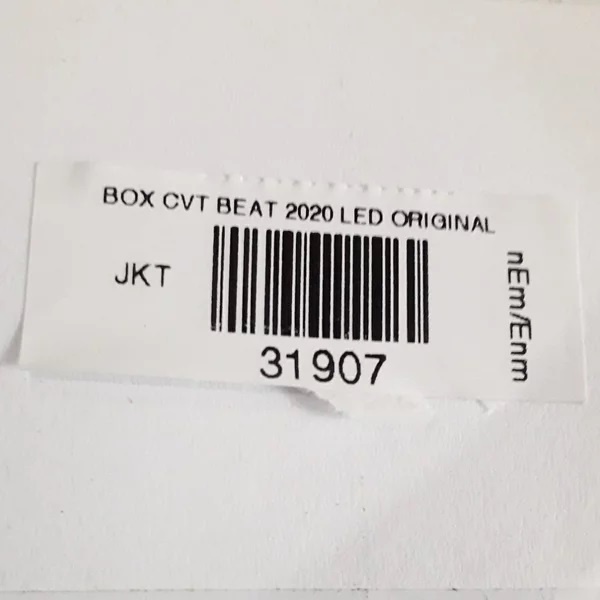 BOX CVT BEAT 2020 LED ORIGINAL
JKT
31907
nEm/Enm